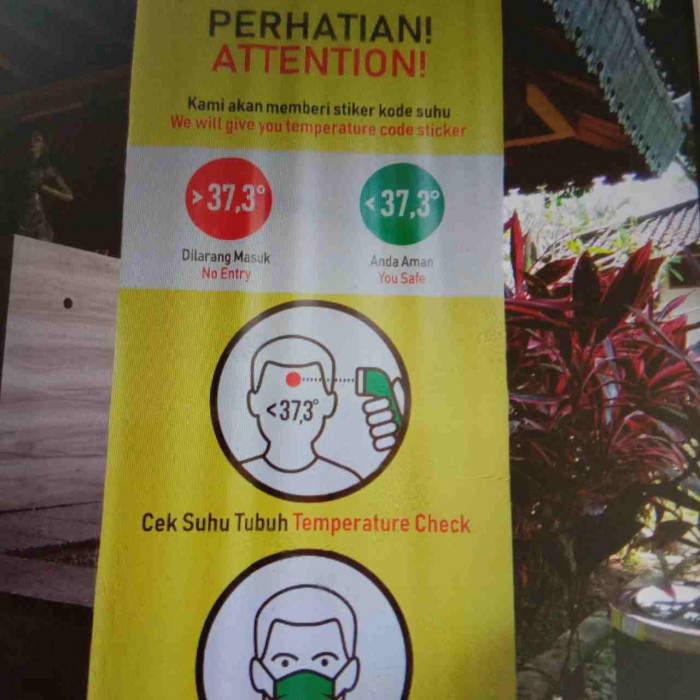 PERHATIAN!
ATTENTION!
Kami akan memberi stiker kode suhu
We will give you temperature code sticker
>37,3°
<37,3°
Dilarang Masuk
No Entry
Anda Aman
You Safe
<37,3°
Cek Suhu Tubuh Temperature Check